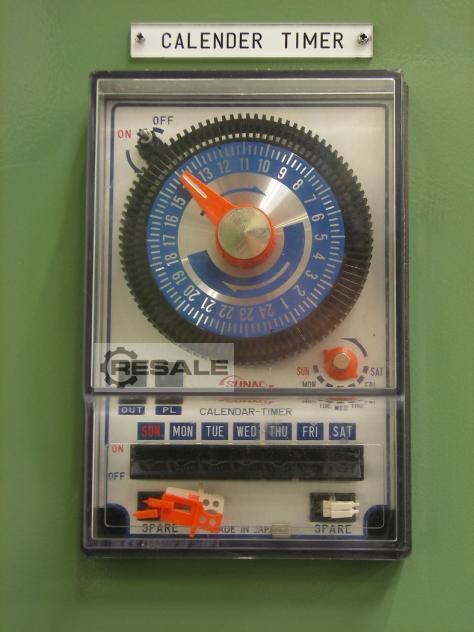 CALENDER TIMER
OFF
ON
13 12 11 10 9 8 7 6 5 4 3 2 1 24 23 22 21 20 19 18 17 16 15
RESALE
SUNAC
SUN SAT
MON FRI
TUE WED THU
OUT PL
CALENDAR-TIMER
SUN MON TUE WED THU FRI SAT
ON
OFF
SPARE MADE IN JAPAN SPARE